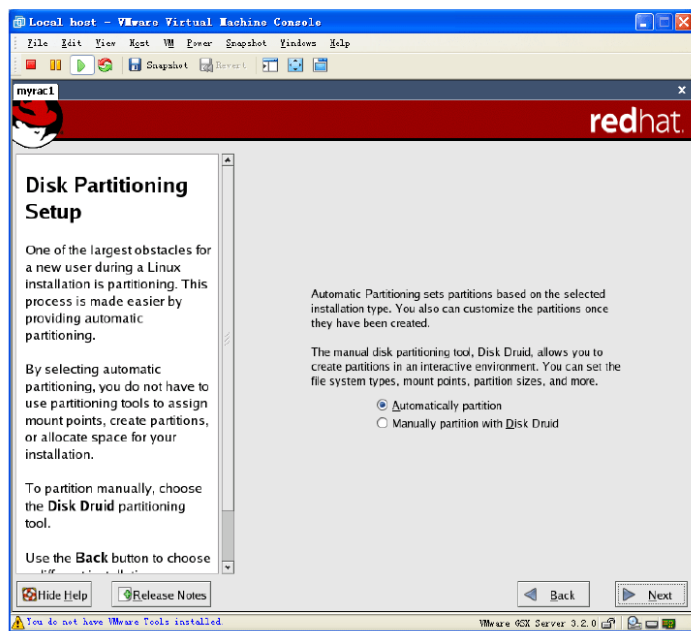 Local host - VMware Virtual Machine Console
File Edit View Host VM Power Snapshot Windows Help
Snapshot Revert
myrac1
redhat.
Disk Partitioning
Setup
One of the largest obstacles for
a new user during a Linux
installation is partitioning. This
process is made easier by
providing automatic
partitioning.
By selecting automatic
partitioning, you do not have to
use partitioning tools to assign
mount points, create partitions,
or allocate space for your
installation.
To partition manually, choose
the Disk Druid partitioning
tool.
Use the Back button to choose
Automatic Partitioning sets partitions based on the selected
installation type. You also can customize the partitions once
they have been created.
The manual disk partitioning tool, Disk Druid, allows you to
create partitions in an interactive environment. You can set the
file system types, mount points, partition sizes, and more.
Automatically partition
Manually partition with Disk Druid
Hide Help
Release Notes
Back
Next
You do not have VMware Tools installed.
VMware GSX Server 3.2.0